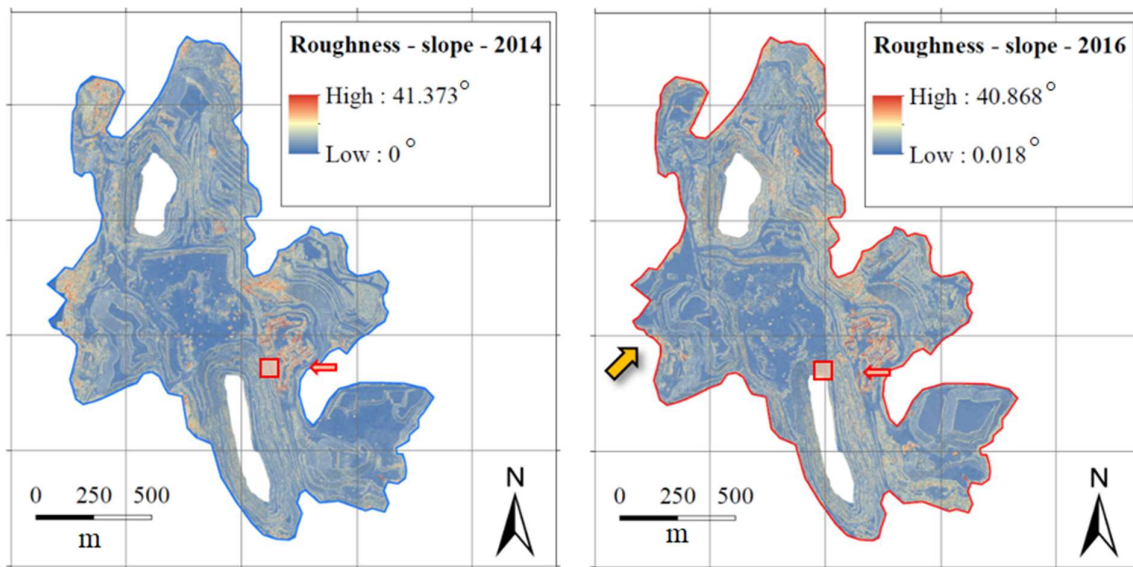 Roughness - slope - 2014
High : 41.373°
Low : 0°
0 250 500
m
N
Roughness - slope - 2016
High : 40.868°
Low : 0.018°
0 250 500
m
N